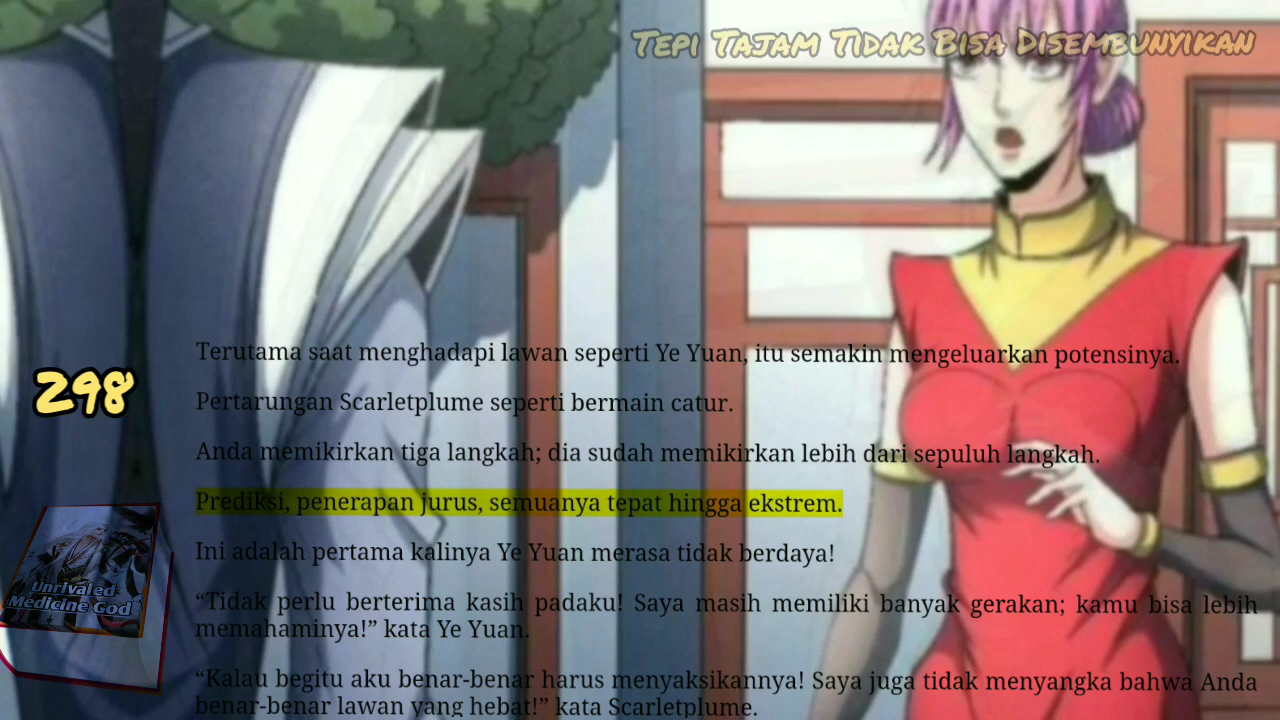 Tepi Tajam Tidak Bisa Disembunyikan
Terutama saat menghadapi lawan seperti Ye Yuan, itu semakin mengeluarkan potensinya.
298
Pertarungan Scarletplume seperti bermain catur.
Anda memikirkan tiga langkah; dia sudah memikirkan lebih dari sepuluh langkah.
Prediksi, penerapan jurus, semuanya tepat hingga ekstrem.
Ini adalah pertama kalinya Ye Yuan merasa tidak berdaya!
Unrivaled
Medicine God
“Tidak perlu berterima kasih padaku! Saya masih memiliki banyak gerakan; kamu bisa lebih
memahaminya!” kata Ye Yuan.
“Kalau begitu aku benar-benar harus menyaksikannya! Saya juga tidak menyangka bahwa Anda
benar-benar lawan yang hebat!” kata Scarletplume.